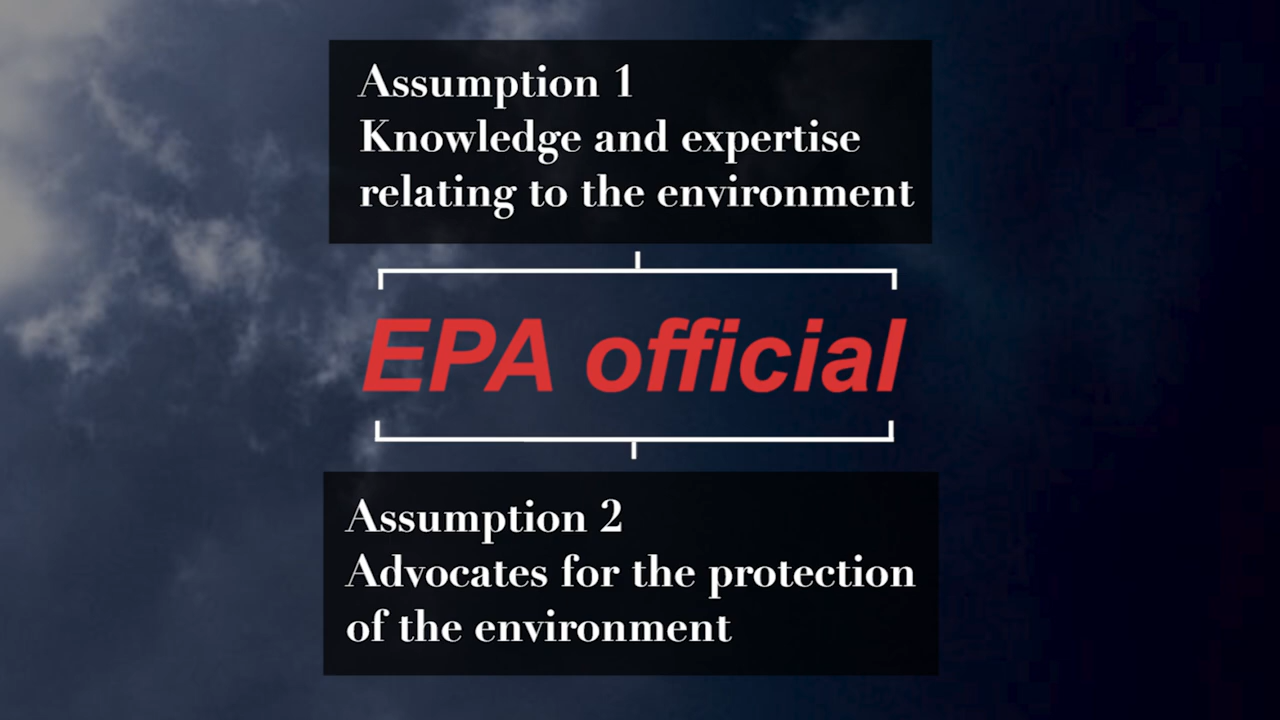 Assumption 1
Knowledge and expertise
relating to the environment
EPA official
Assumption 2
Advocates for the protection
of the environment